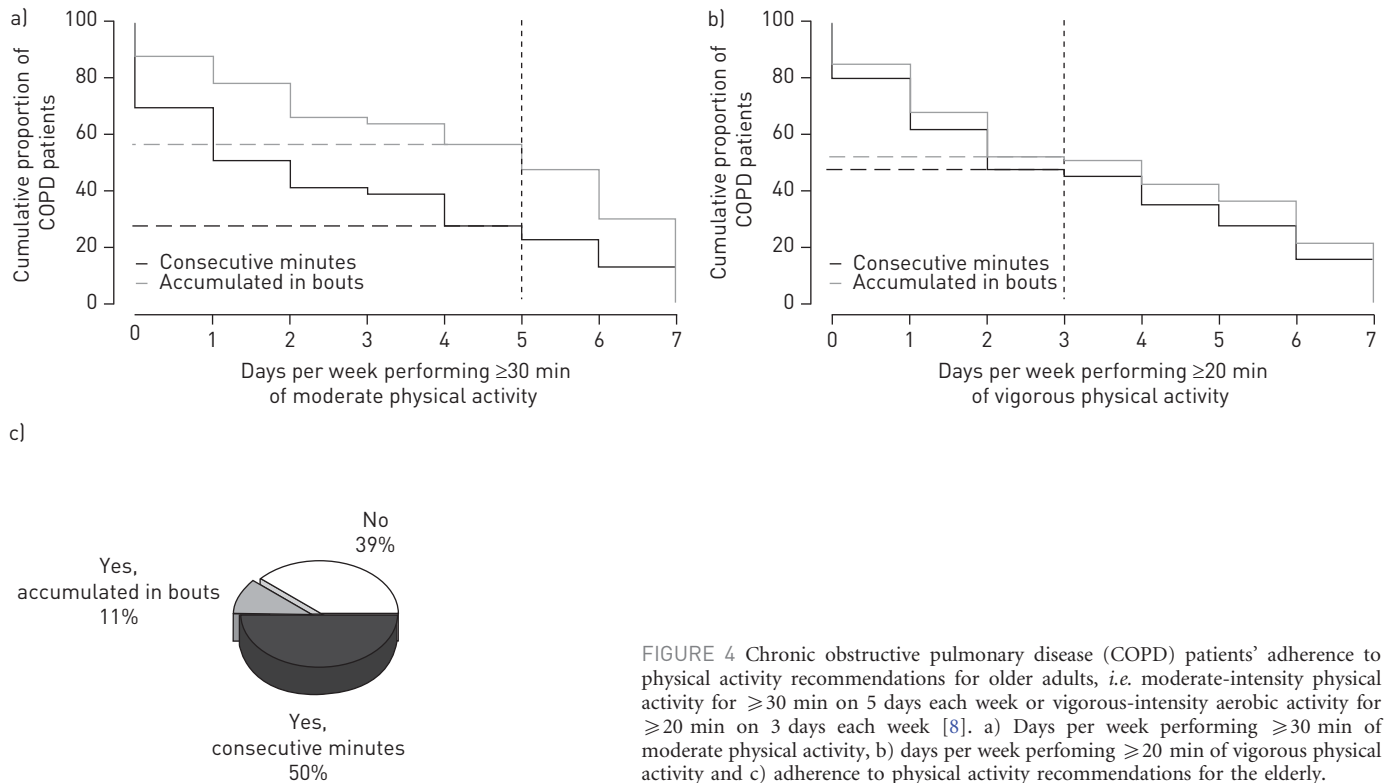 a)
Cumulative proportion of
COPD patients
100
80
60
40
20
0
Consecutive minutes
Accumulated in bouts
0 1 2 3 4 5 6 7
Days per week performing ≥30 min
of moderate physical activity
b)
Cumulative proportion of
COPD patients
100
80
60
40
20
0
Consecutive minutes
Accumulated in bouts
0 1 2 3 4 5 6 7
Days per week performing ≥20 min
of vigorous physical activity
c)
No
39%
Yes,
accumulated in bouts
11%
Yes,
consecutive minutes
50%
FIGURE 4 Chronic obstructive pulmonary disease (COPD) patients' adherence to
physical activity recommendations for older adults, i.e. moderate-intensity physical
activity for ≥30 min on 5 days each week or vigorous-intensity aerobic activity for
≥20 min on 3 days each week [8]. a) Days per week performing ≥30 min of
moderate physical activity, b) days per week perfoming ≥20 min of vigorous physical
activity and c) adherence to physical activity recommendations for the elderly.